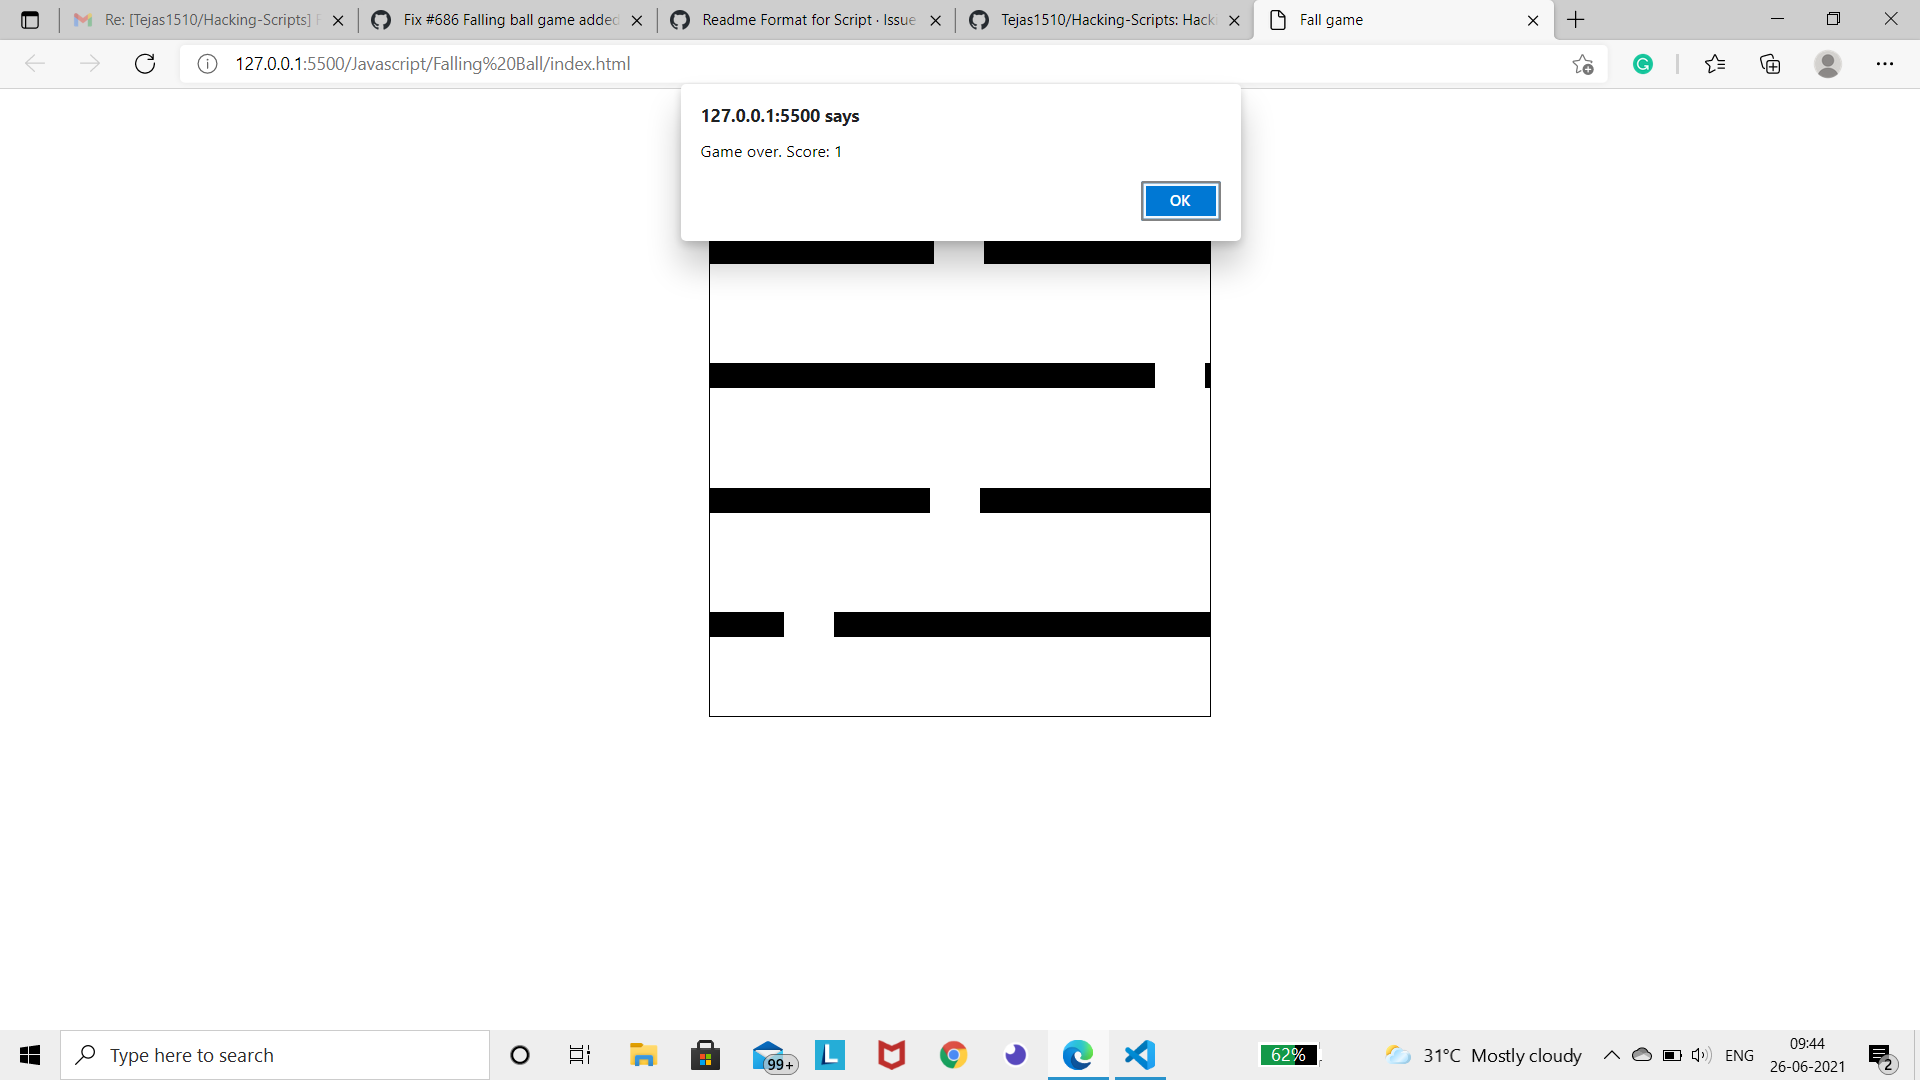 Re: [Tejas1510/Hacking-Scripts]
Fix #686 Falling ball game added
Readme Format for Script · Issue
Tejas1510/Hacking-Scripts: Hack
Fall game
127.0.0.1:5500/Javascript/Falling%20Ball/index.html
127.0.0.1:5500 says
Game over. Score: 1
OK
Type here to search
99+
L
62%
31°C Mostly cloudy
ENG
09:44
26-06-2021
2